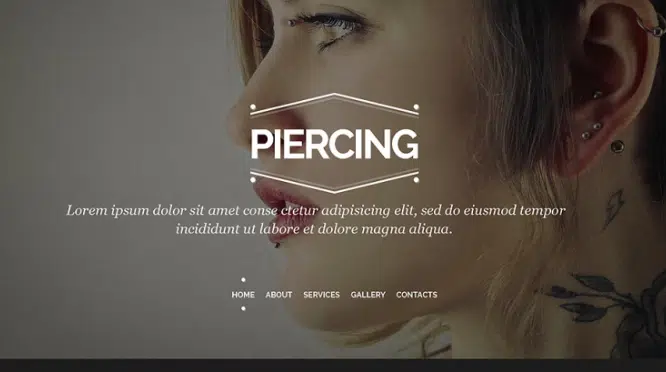 PIERCING
Lorem ipsum dolor sit amet conse ctetur adipisicing elit, sed do eiusmod tempor
incididunt ut labore et dolore magna aliqua.
HOME ABOUT SERVICES GALLERY CONTACTS